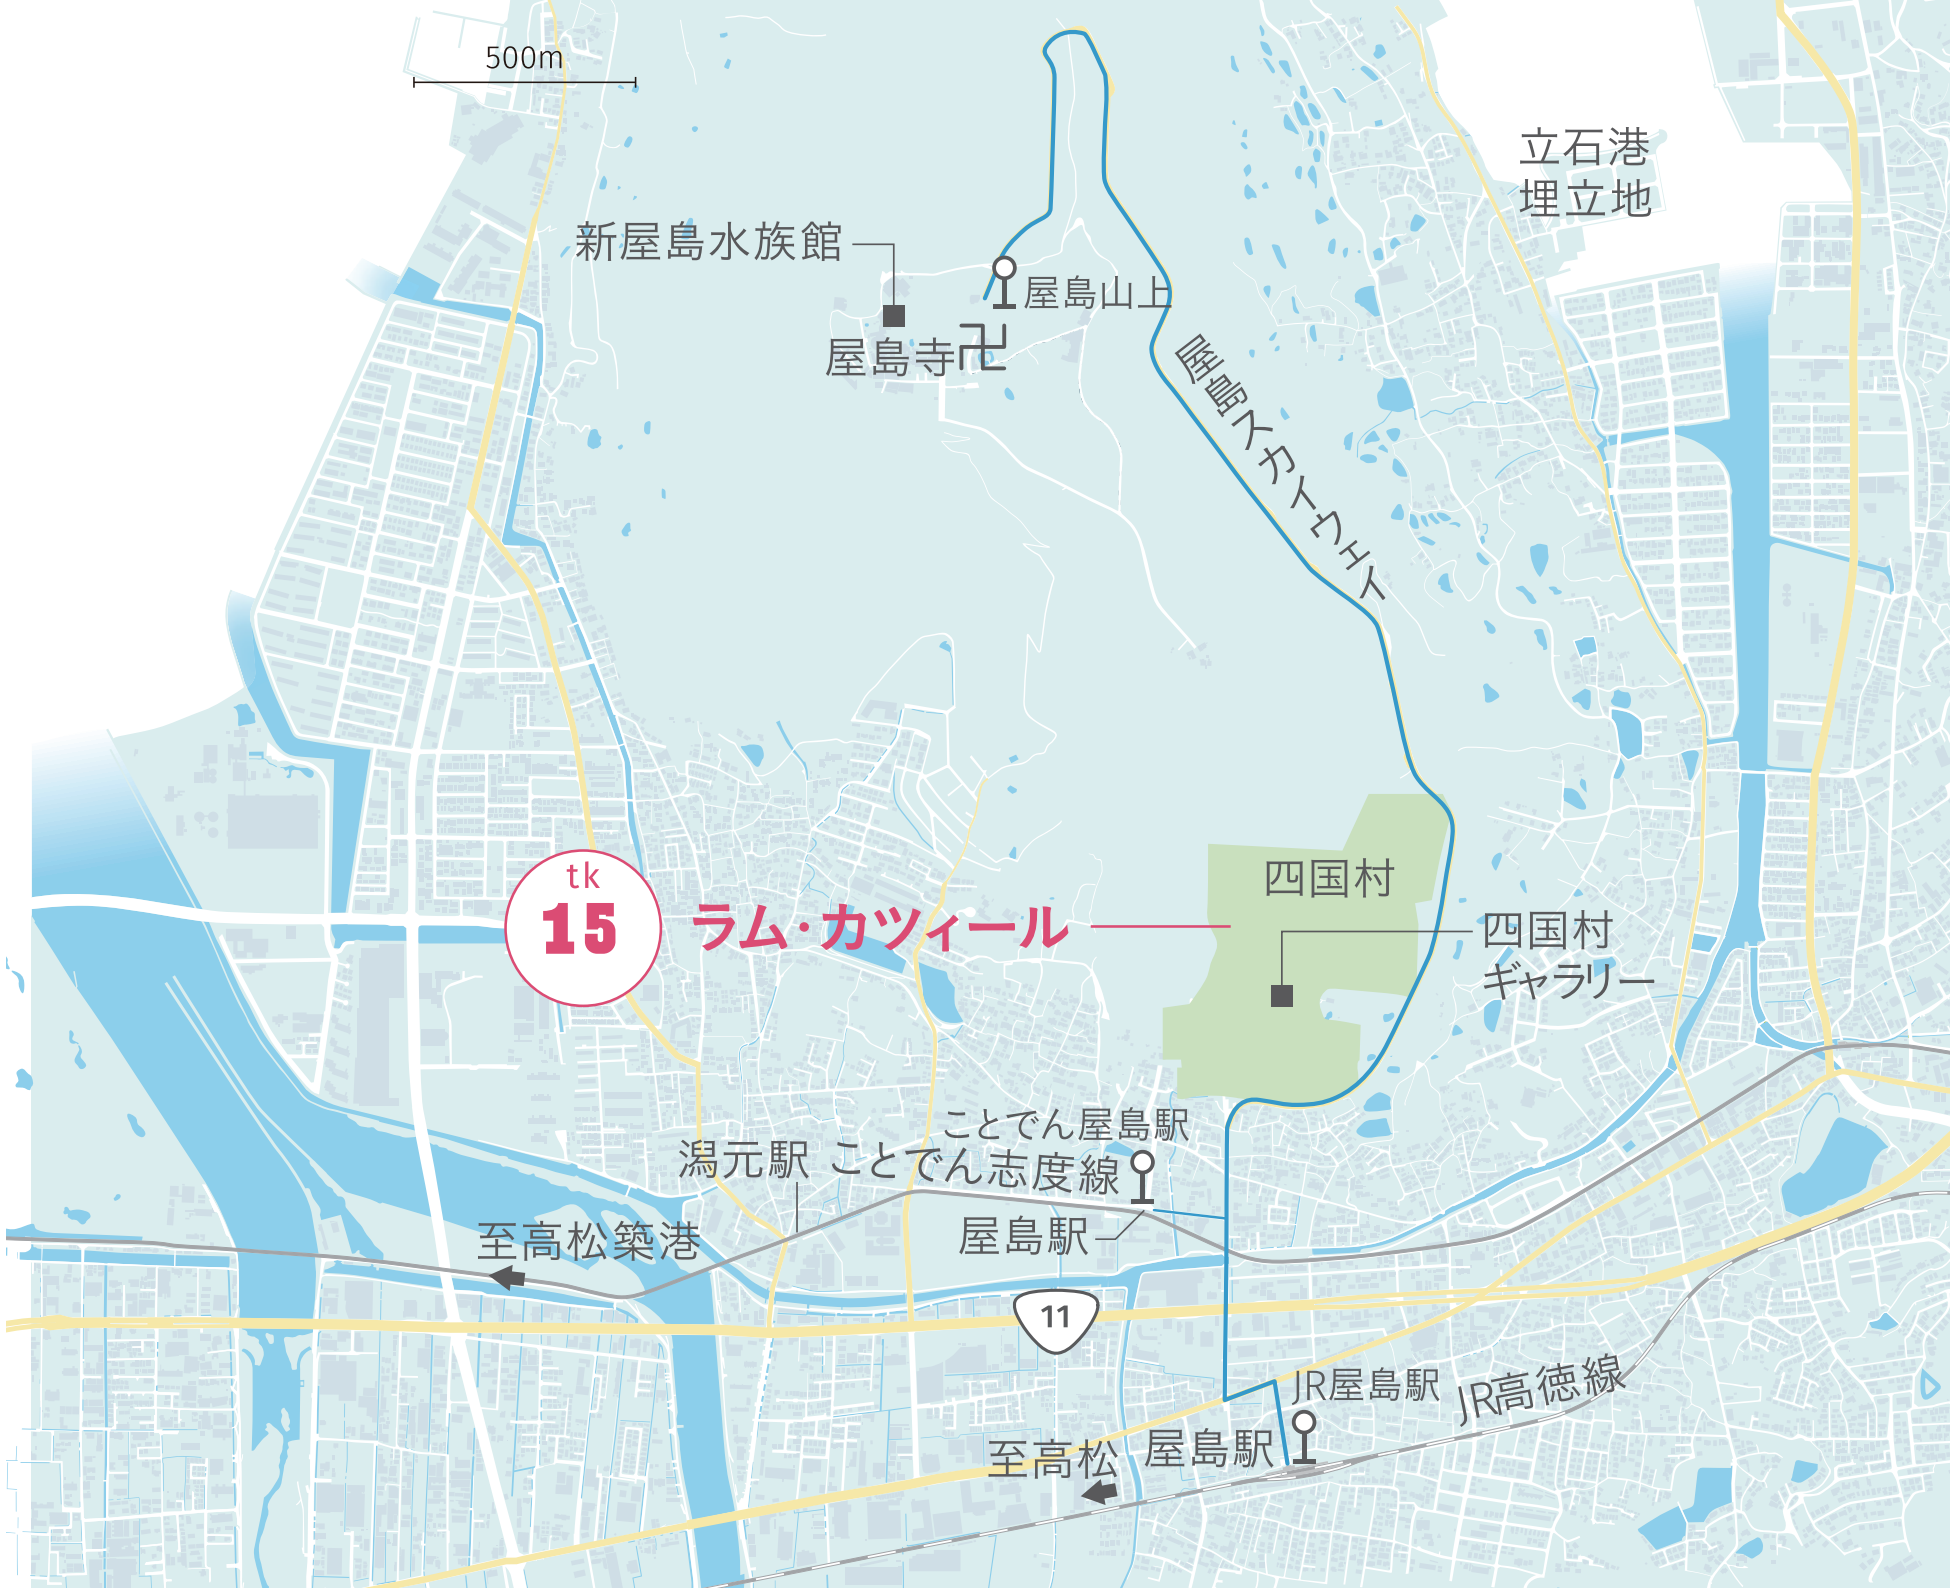 500m
立石港
埋立地
新屋島水族館
屋島山上
屋島寺
屋島スカイウェイ
四国村
tk
15
ラム・カツィール
四国村
ギャラリー
ことでん屋島駅
潟元駅
ことでん志度線
屋島駅
至高松築港
11
JR屋島駅
JR高徳線
至高松
屋島駅